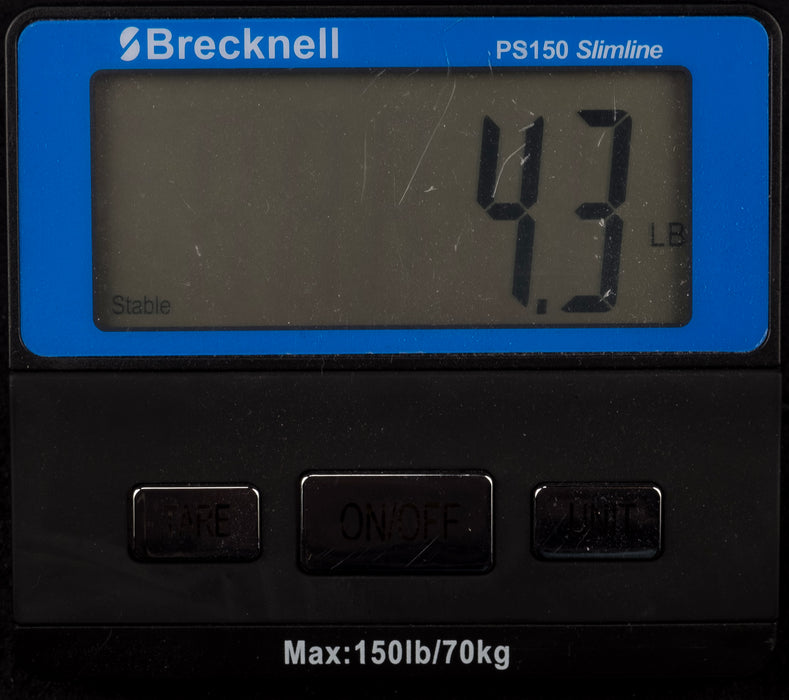 Brecknell PS150 Slimline
4.3 LB
Stable
TARE ON/OFF UNIT
Max:150lb/70kg